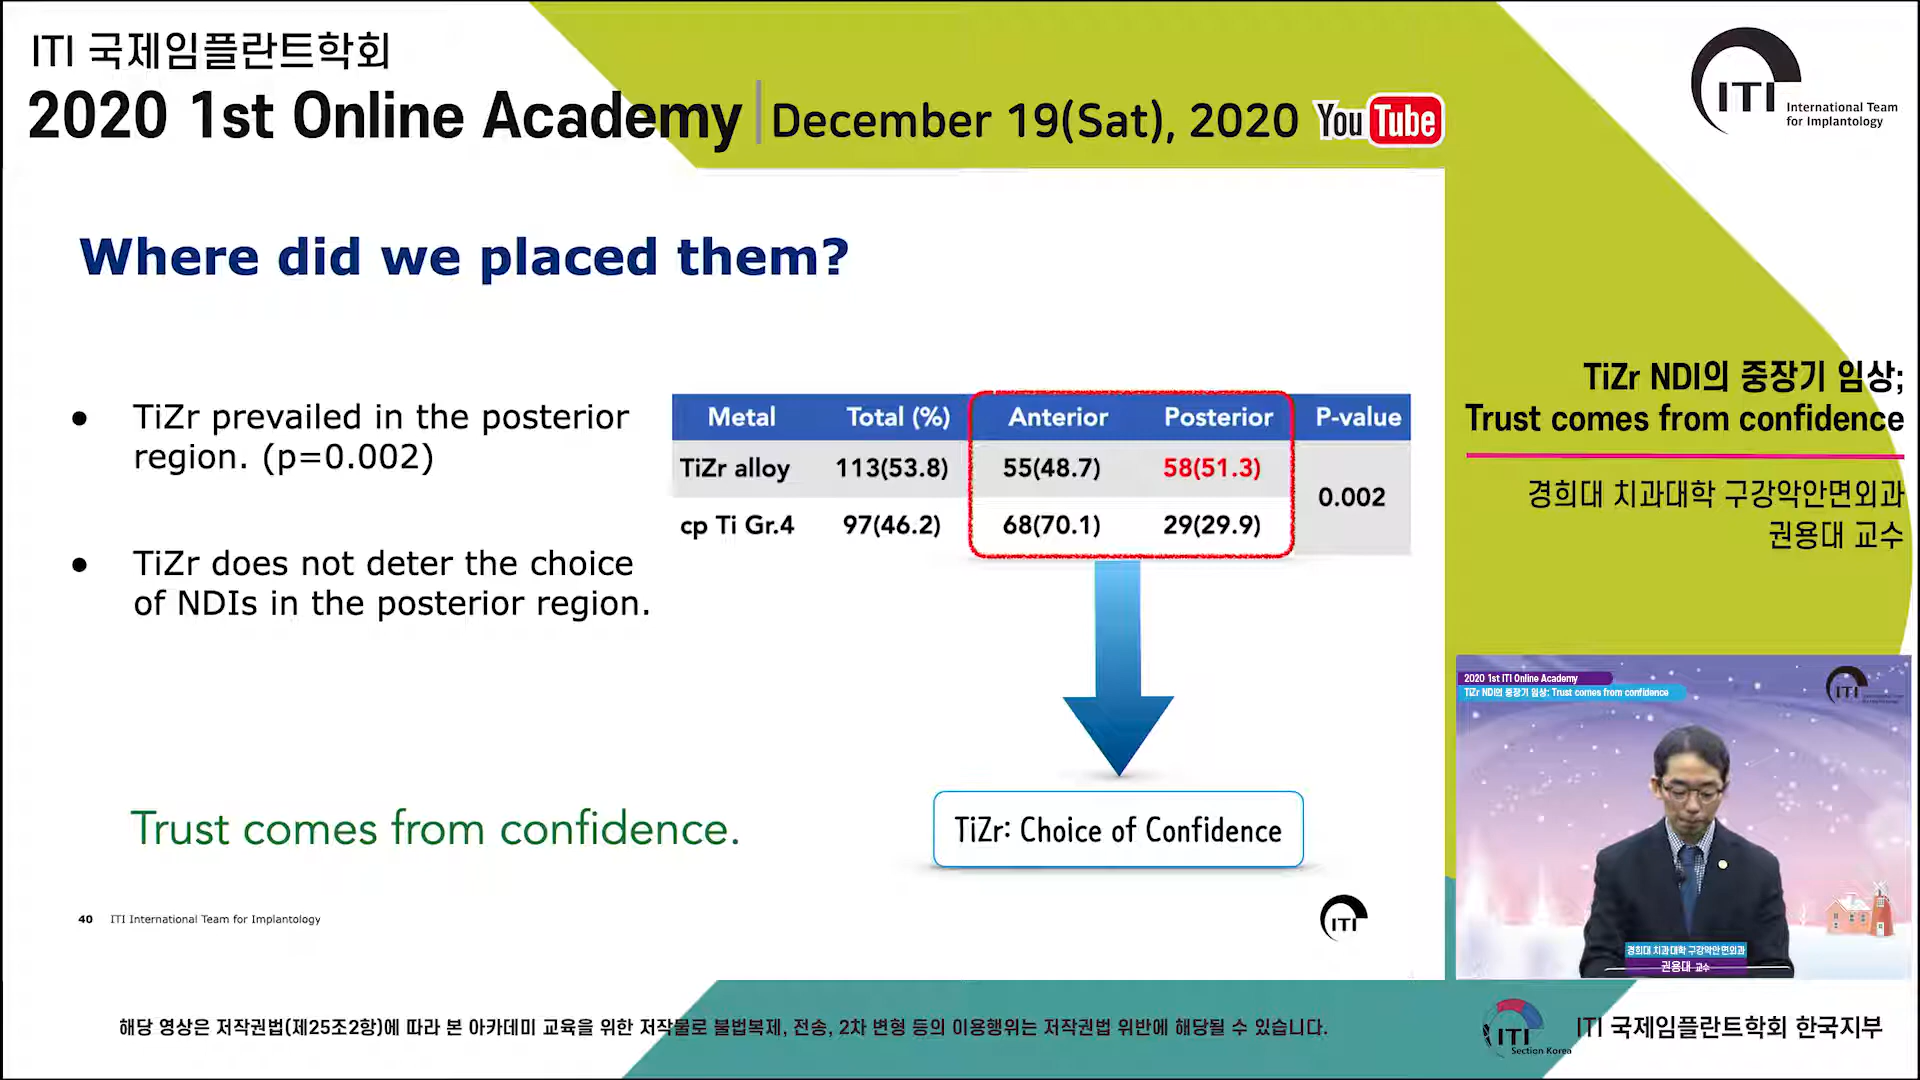 ITI 국제임플란트학회
2020 1st Online Academy
December 19(Sat), 2020 YouTube
ITI International Team
for Implantology
Where did we placed them?
● TiZr prevailed in the posterior
region. (p=0.002)
● TiZr does not deter the choice
of NDIs in the posterior region.
Metal Total (%) Anterior Posterior P-value
TiZr alloy 113(53.8) 55(48.7) 58(51.3) 0.002
cp Ti Gr.4 97(46.2) 68(70.1) 29(29.9)
TiZr: Choice of Confidence
Trust comes from confidence.
40 ITI International Team for Implantology
ITI
TiZr NDI의 중장기 임상;
Trust comes from confidence
경희대 치과대학 구강악안면외과
권용대 교수
2020 1st ITI Online Academy
TiZr NDI의 중장기 임상; Trust comes from confidence
ITI
경희대 치과대학 구강악안면외과
권용대 교수
해당 영상은 저작권법(제25조2항)에 따라 본 아카데미 교육을 위한 저작물로 불법복제, 전송, 2차 변형 등의 이용행위는 저작권법 위반에 해당될 수 있습니다.
ITI
Section Korea
ITI 국제임플란트학회 한국지부